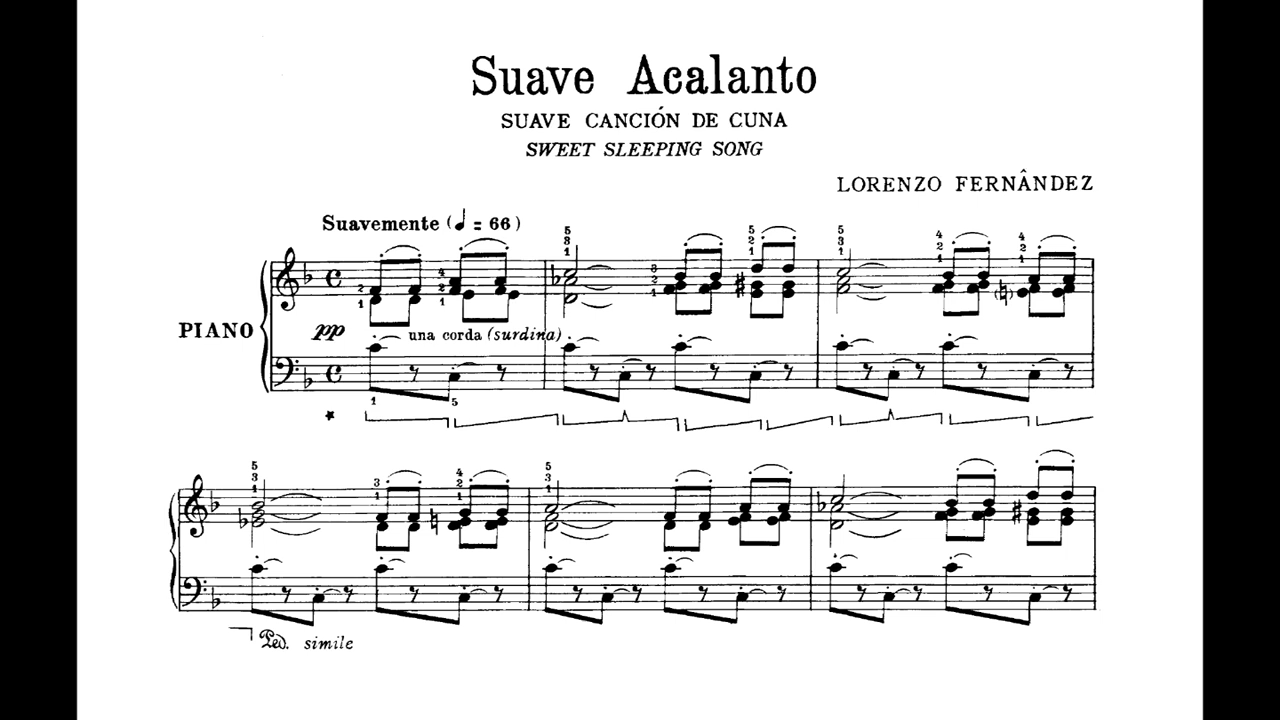 Suave Acalanto
SUAVE CANCIÓN DE CUNA
SWEET SLEEPING SONG
LORENZO FERNÂNDEZ
Suavemente (♩ = 66)
PIANO
pp
una corda (surdina)
Ped. simile